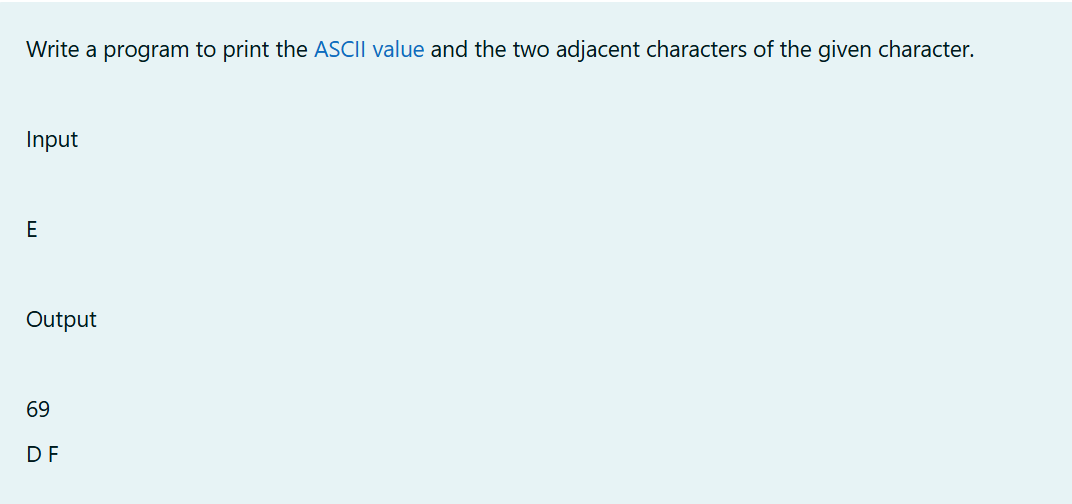 Write a program to print the ASCII value and the two adjacent characters of the given character.
Input
E
Output
69
D F